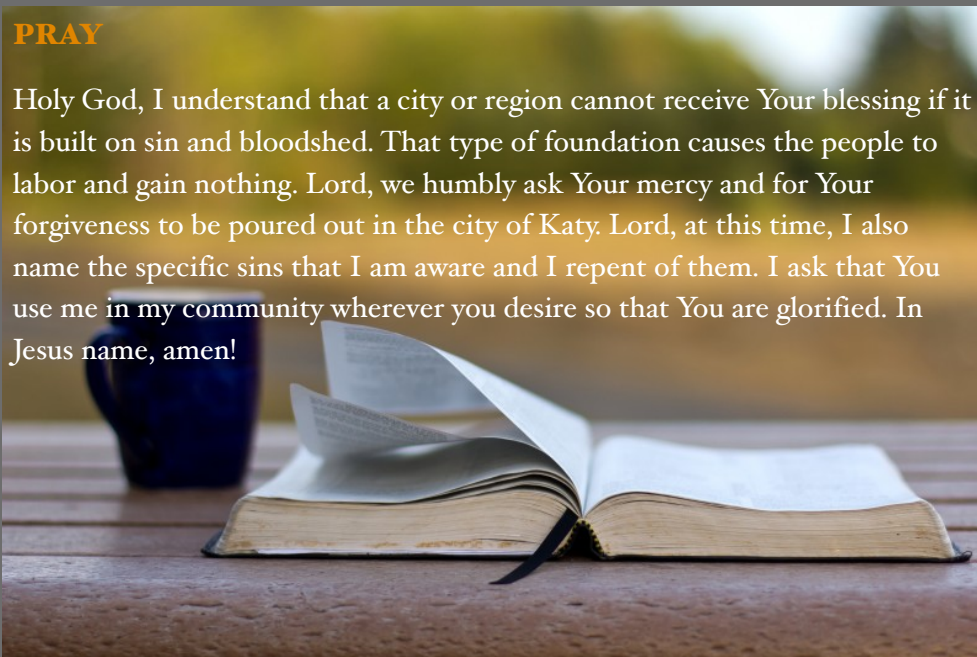 PRAY
Holy God, I understand that a city or region cannot receive Your blessing if it
is built on sin and bloodshed. That type of foundation causes the people to
labor and gain nothing. Lord, we humbly ask Your mercy and for Your
forgiveness to be poured out in the city of Katy. Lord, at this time, I also
name the specific sins that I am aware and I repent of them. I ask that You
use me in my community wherever you desire so that You are glorified. In
Jesus name, amen!